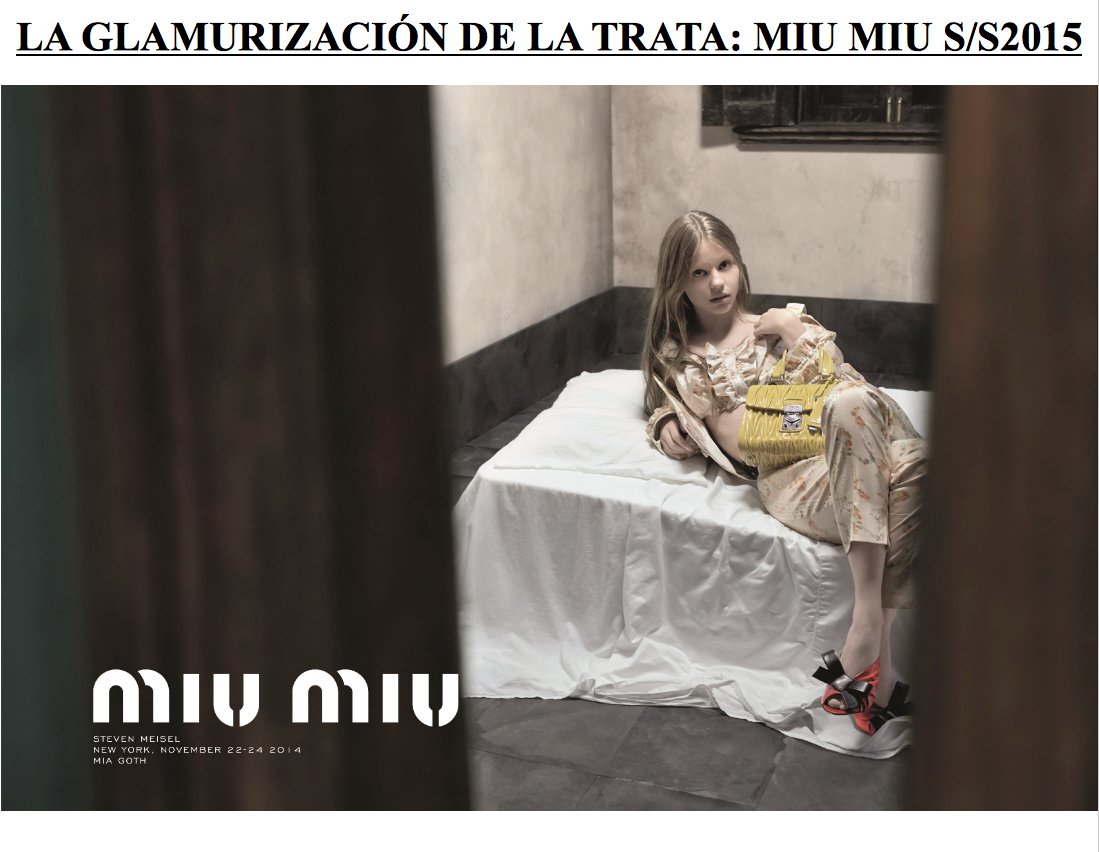 LA GLAMURIZACIÓN DE LA TRATA: MIU MIU S/S2015
MIU MIU
STEVEN MEISEL
NEW YORK, NOVEMBER 22-24 2014
MIA GOTH